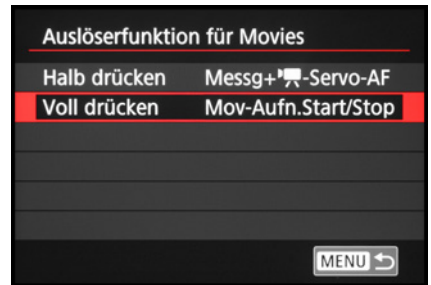 Auslöserfunktion für Movies
Halb drücken Messg+-Servo-AF
Voll drücken Mov-Aufn.Start/Stop
MENU